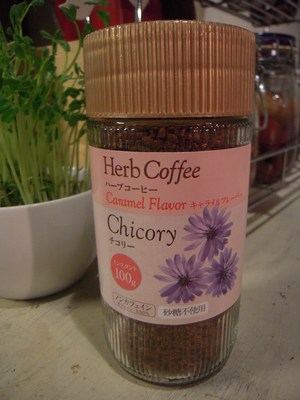 Herb Coffee
ハーブコーヒー
Caramel Flavor キャラメルフレーバー
Chicory
チコリー
インスタント
100g
ノンカフェイン
砂糖不使用